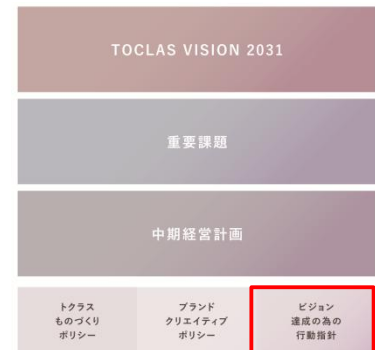 TOCLAS VISION 2031
重要課題
中期経営計画
トクラス
ものづくり
ポリシー
ブランド
クリエイティブ
ポリシー
ビジョン
達成の為の
行動指針